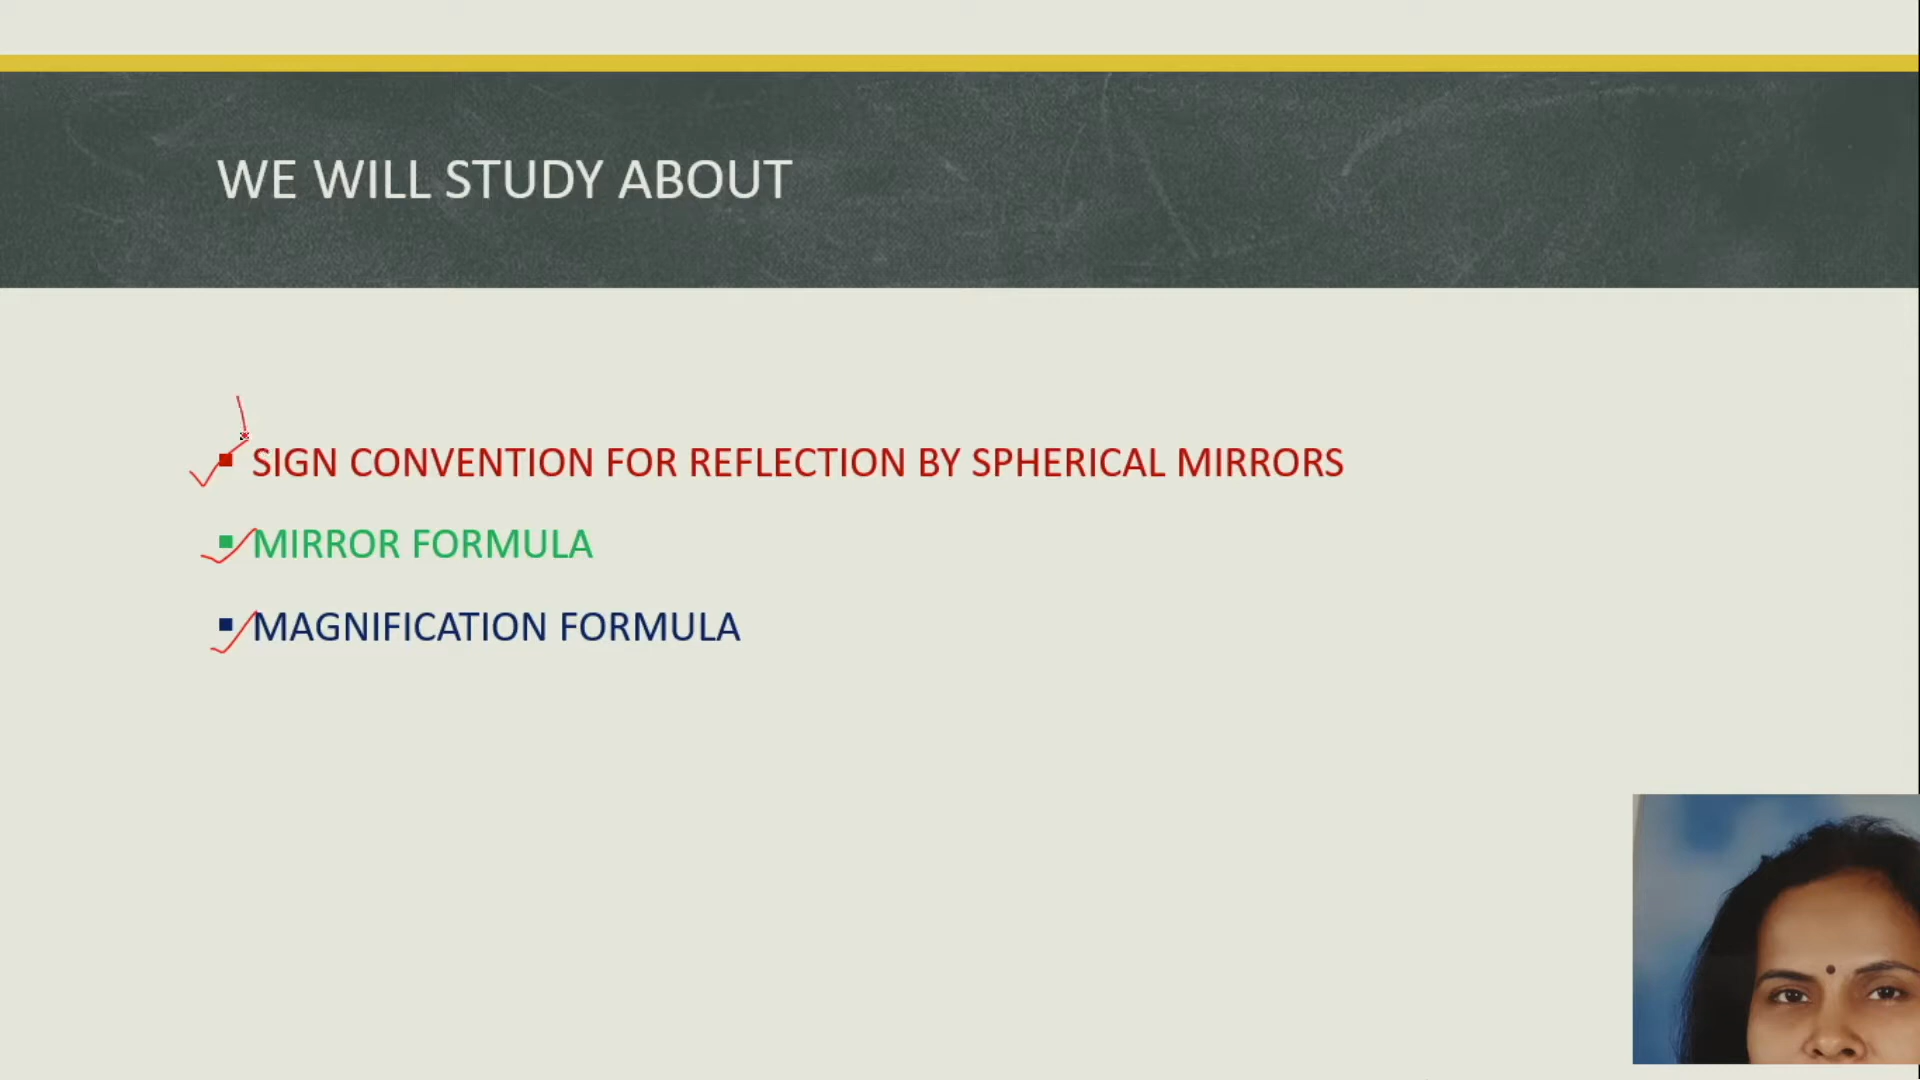 WE WILL STUDY ABOUT
SIGN CONVENTION FOR REFLECTION BY SPHERICAL MIRRORS
MIRROR FORMULA
MAGNIFICATION FORMULA